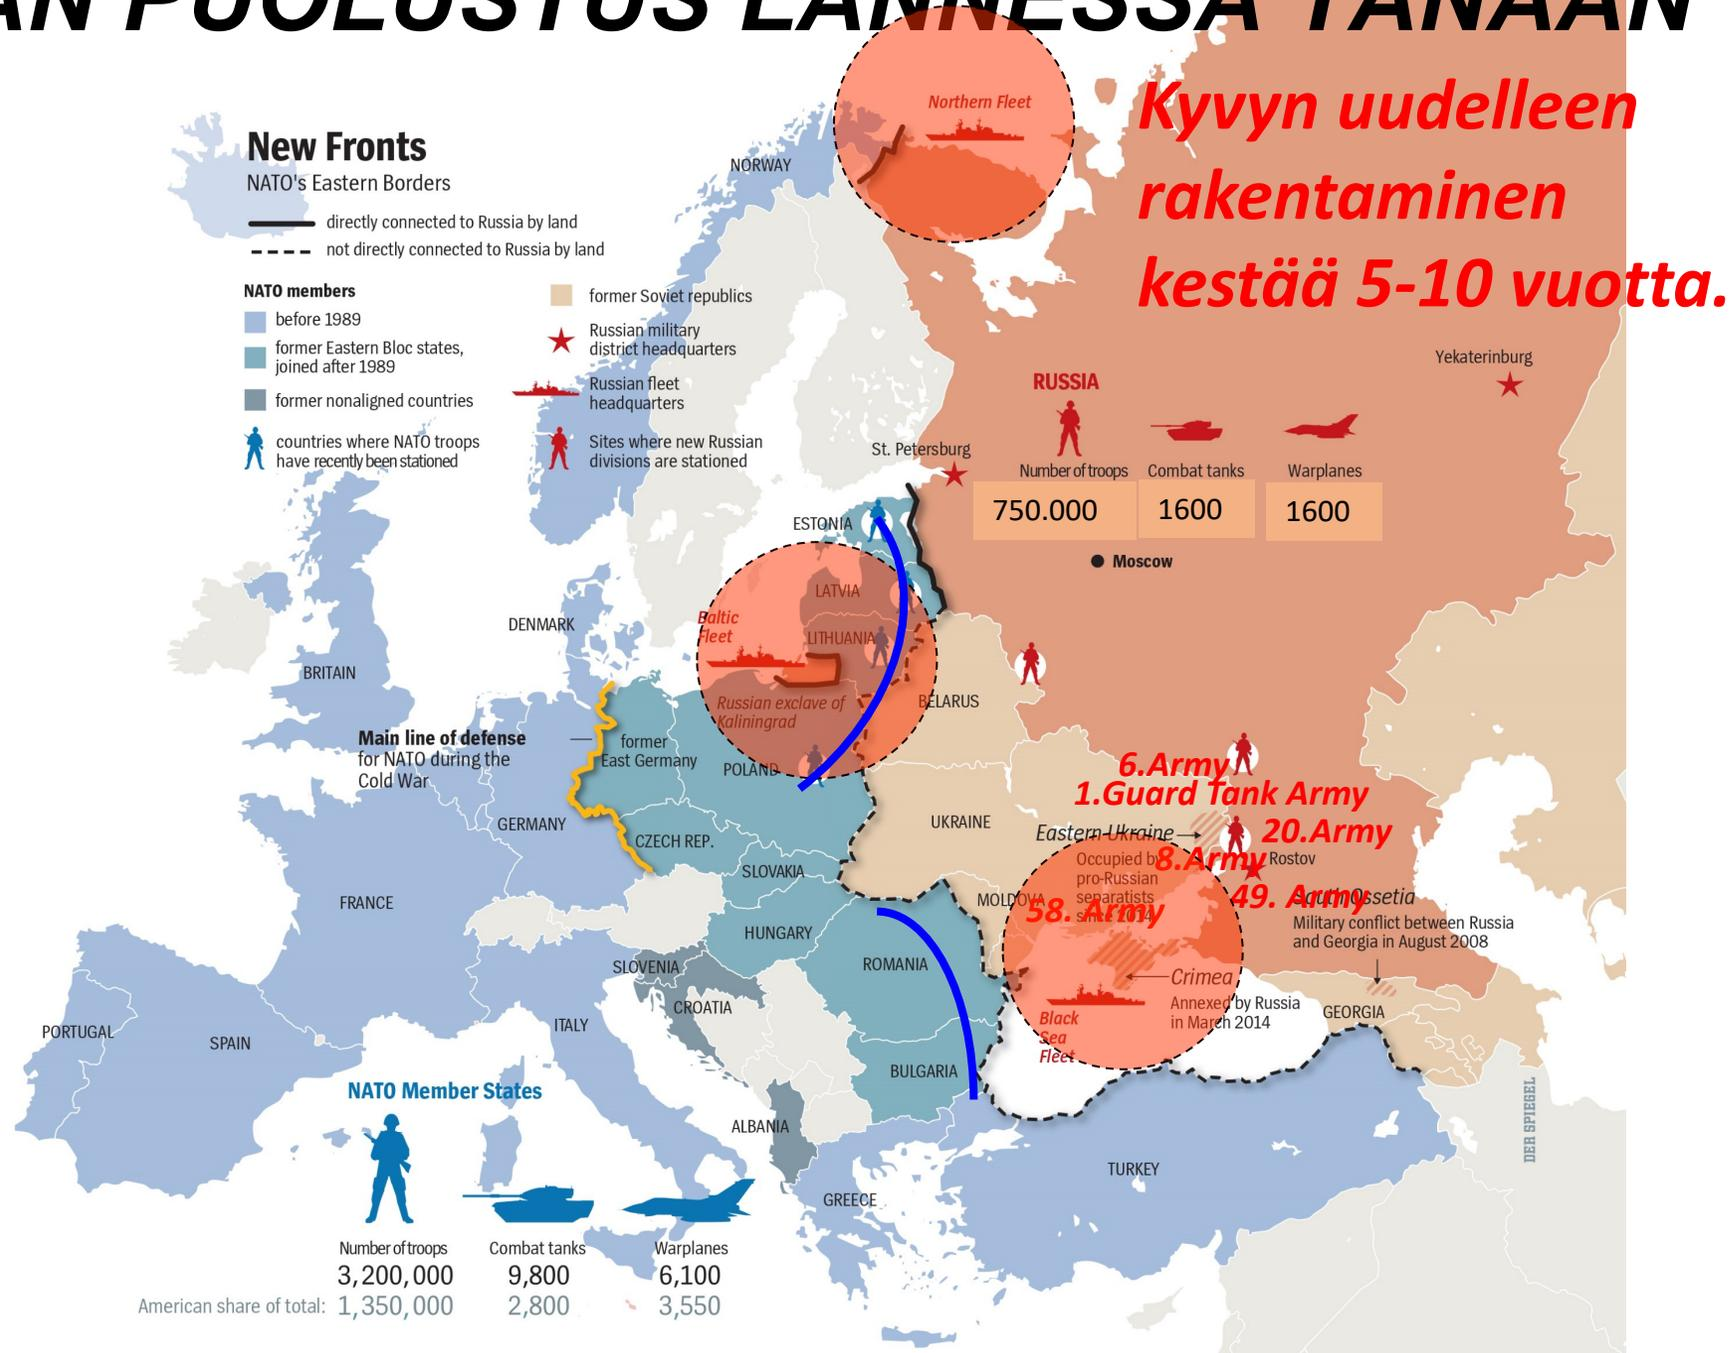 AN PUOLUSTUS LÄNNESSÄ TÄNÄÄN
Kyvyn uudelleen
rakentaminen
kestää 5-10 vuotta.
New Fronts
NATO's Eastern Borders
directly connected to Russia by land
not directly connected to Russia by land
NATO members
before 1989
former Eastern Bloc states,
joined after 1989
former nonaligned countries
countries where NATO troops
have recently been stationed
former Soviet republics
Russian military
district headquarters
Russian fleet
headquarters
Sites where new Russian
divisions are stationed
Northern Fleet
NORWAY
Yekaterinburg
RUSSIA
St. Petersburg
Number of troops
Combat tanks
Warplanes
750.000
1600
1600
Moscow
ESTONIA
LATVIA
LITHUANIA
Baltic
Fleet
Russian exclave of
Kaliningrad
DENMARK
BRITAIN
BELARUS
Main line of defense
for NATO during the
Cold War
former
East Germany
POLAND
GERMANY
CZECH REP.
SLOVAKIA
UKRAINE
6.Army
1.Guard Tank Army
20.Army
Eastern Ukraine
Occupied by
pro-Russian
separatists
since 2014
8.Army
Rostov
49. Army
South Ossetia
Military conflict between Russia
and Georgia in August 2008
58. Army
MOLDOVA
FRANCE
HUNGARY
ROMANIA
SLOVENIA
CROATIA
Crimea
Annexed by Russia
in March 2014
Black
Sea
Fleet
GEORGIA
PORTUGAL
SPAIN
ITALY
BULGARIA
ALBANIA
GREECE
TURKEY
DER SPIEGEL
NATO Member States
Number of troops
Combat tanks
Warplanes
3,200,000
9,800
6,100
American share of total:
1,350,000
2,800
3,550